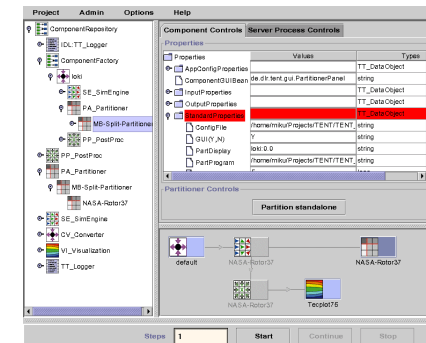 Project Admin Options Help
ComponentRepository
IDL:TT_Logger
ComponentFactory
loki
SE_SimEngine
PA_Partitioner
MB-Split-Partitione
PP_PostProc
PP_PostProc
PA_Partitioner
MB-Split-Partitioner
NASA-Rotor37
SE_SimEngine
CV_Converter
VI_Visualization
TT_Logger
Component Controls Server Process Controls
Properties
Properties Values Types
AppConfigProperties TT_DataObject
ComponentGUIBean de.dlr.tent.gui.PartitionerPanel string
InputProperties TT_DataObject
OutputProperties TT_DataObject
StandardProperties TT_DataObject
ConfigFile /home/miku/Projects/TENT/TENT_ string
GUI(Y,N) Y string
PartDisplay loki:0.0 string
PartProgram /home/miku/Projects/TENT/TENT_ string
Partitioner Controls
Partition standalone
default NASA-Rotor37 NASA-Rotor37
NASA-Rotor37 Tecplot76
Steps 1 Start Continue Stop